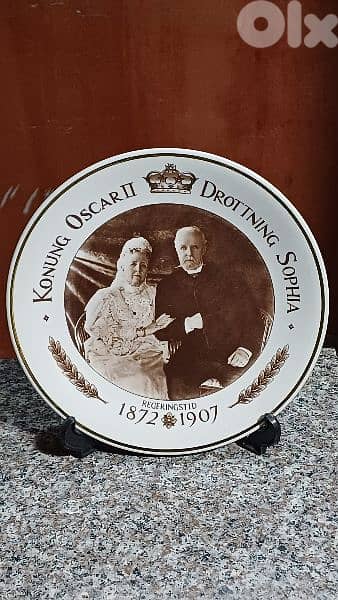 olx
KONUNG OSCAR II DROTTNING SOPHIA
REGERINGSTID
1872 1907